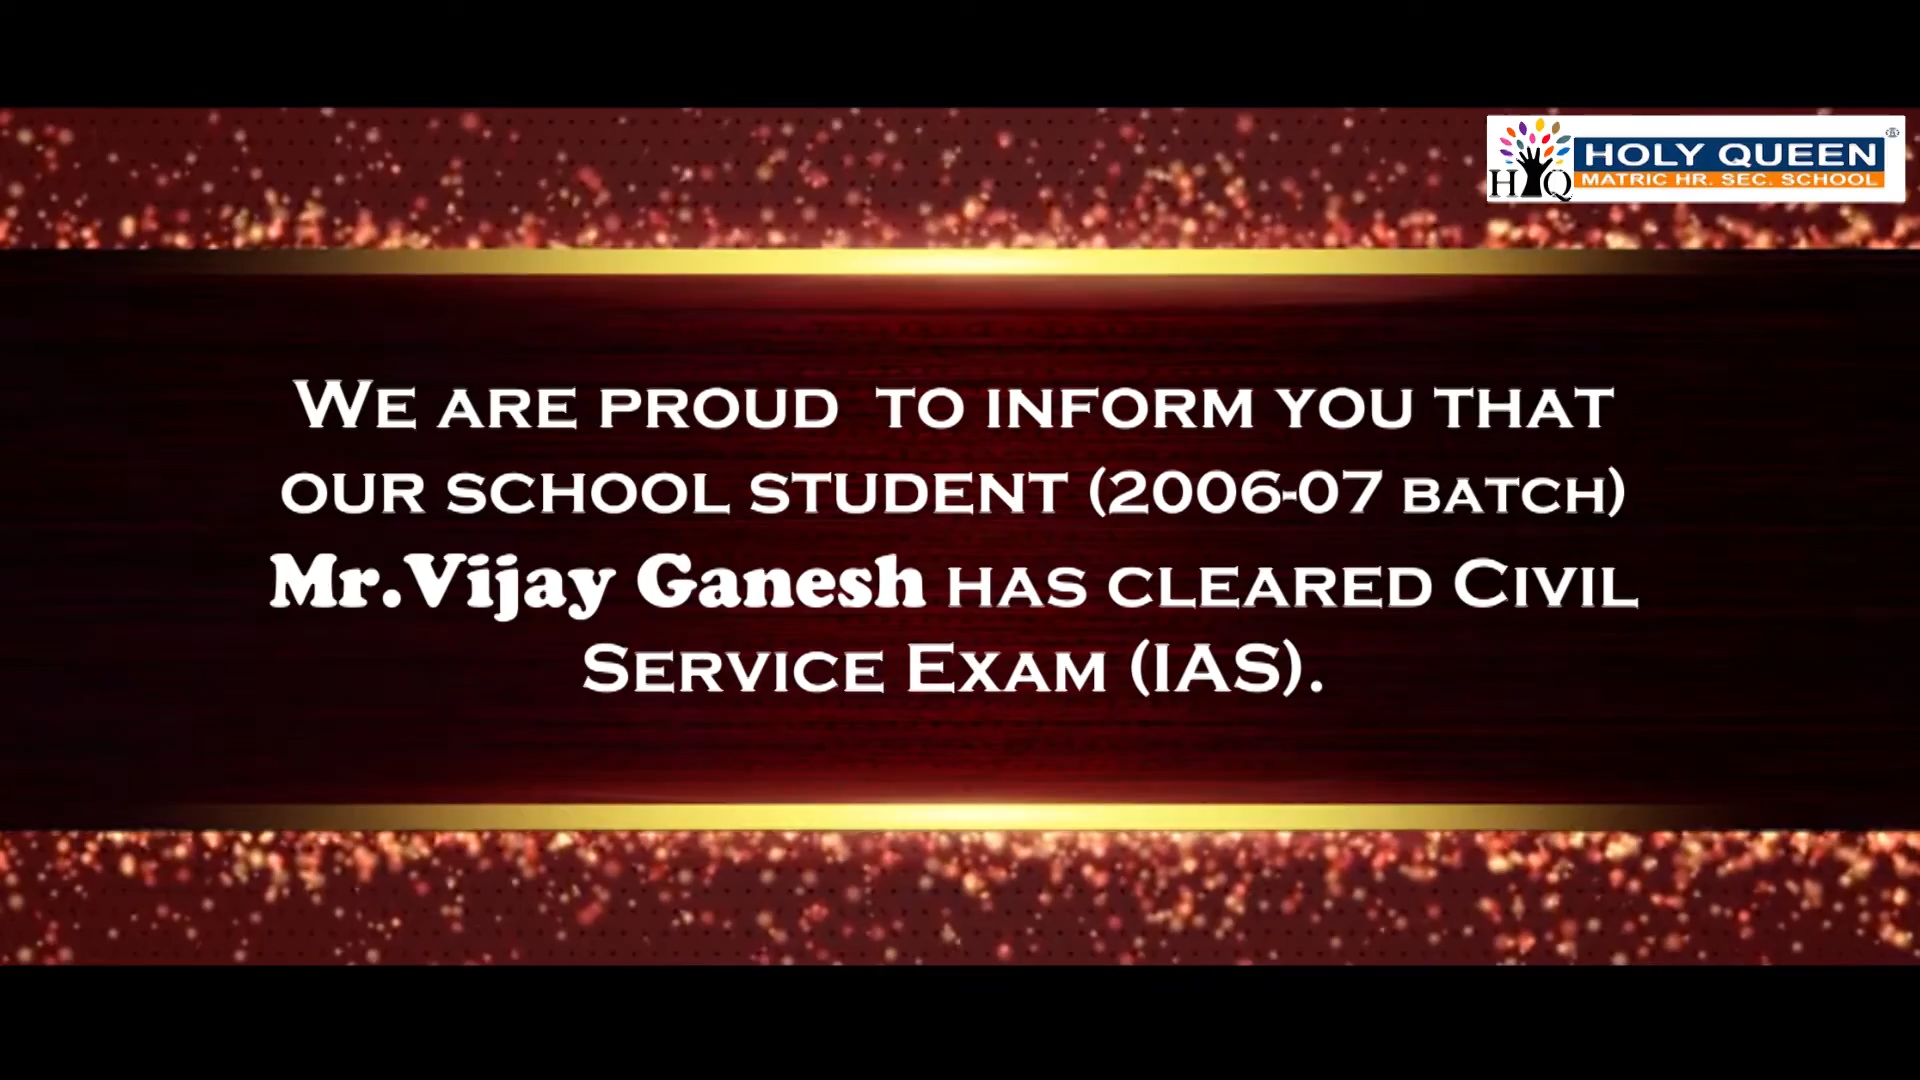 HOLY QUEEN
MATRIC HR. SEC. SCHOOL
HQ
We are proud to inform you that
our school student (2006-07 batch)
Mr.Vijay Ganesh has cleared Civil
Service Exam (IAS).